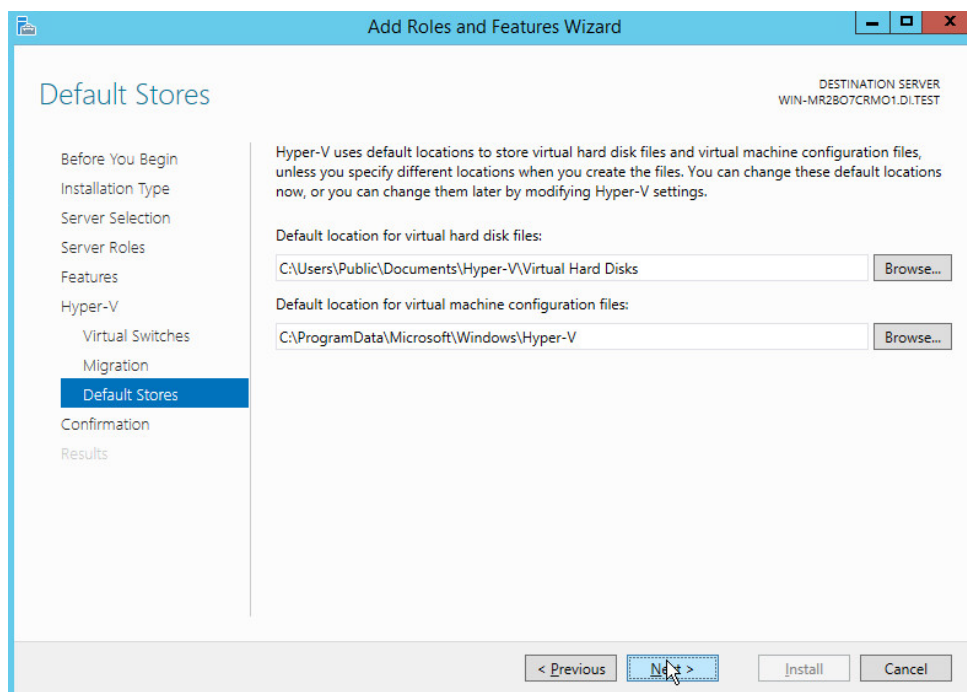 Add Roles and Features Wizard
Default Stores
DESTINATION SERVER
WIN-MR2BO7CRMO1.DI.TEST
Before You Begin
Installation Type
Server Selection
Server Roles
Features
Hyper-V
Virtual Switches
Migration
Default Stores
Confirmation
Results
Hyper-V uses default locations to store virtual hard disk files and virtual machine configuration files,
unless you specify different locations when you create the files. You can change these default locations
now, or you can change them later by modifying Hyper-V settings.
Default location for virtual hard disk files:
C:\Users\Public\Documents\Hyper-V\Virtual Hard Disks
Browse...
Default location for virtual machine configuration files:
C:\ProgramData\Microsoft\Windows\Hyper-V
Browse...
< Previous
Next >
Install
Cancel